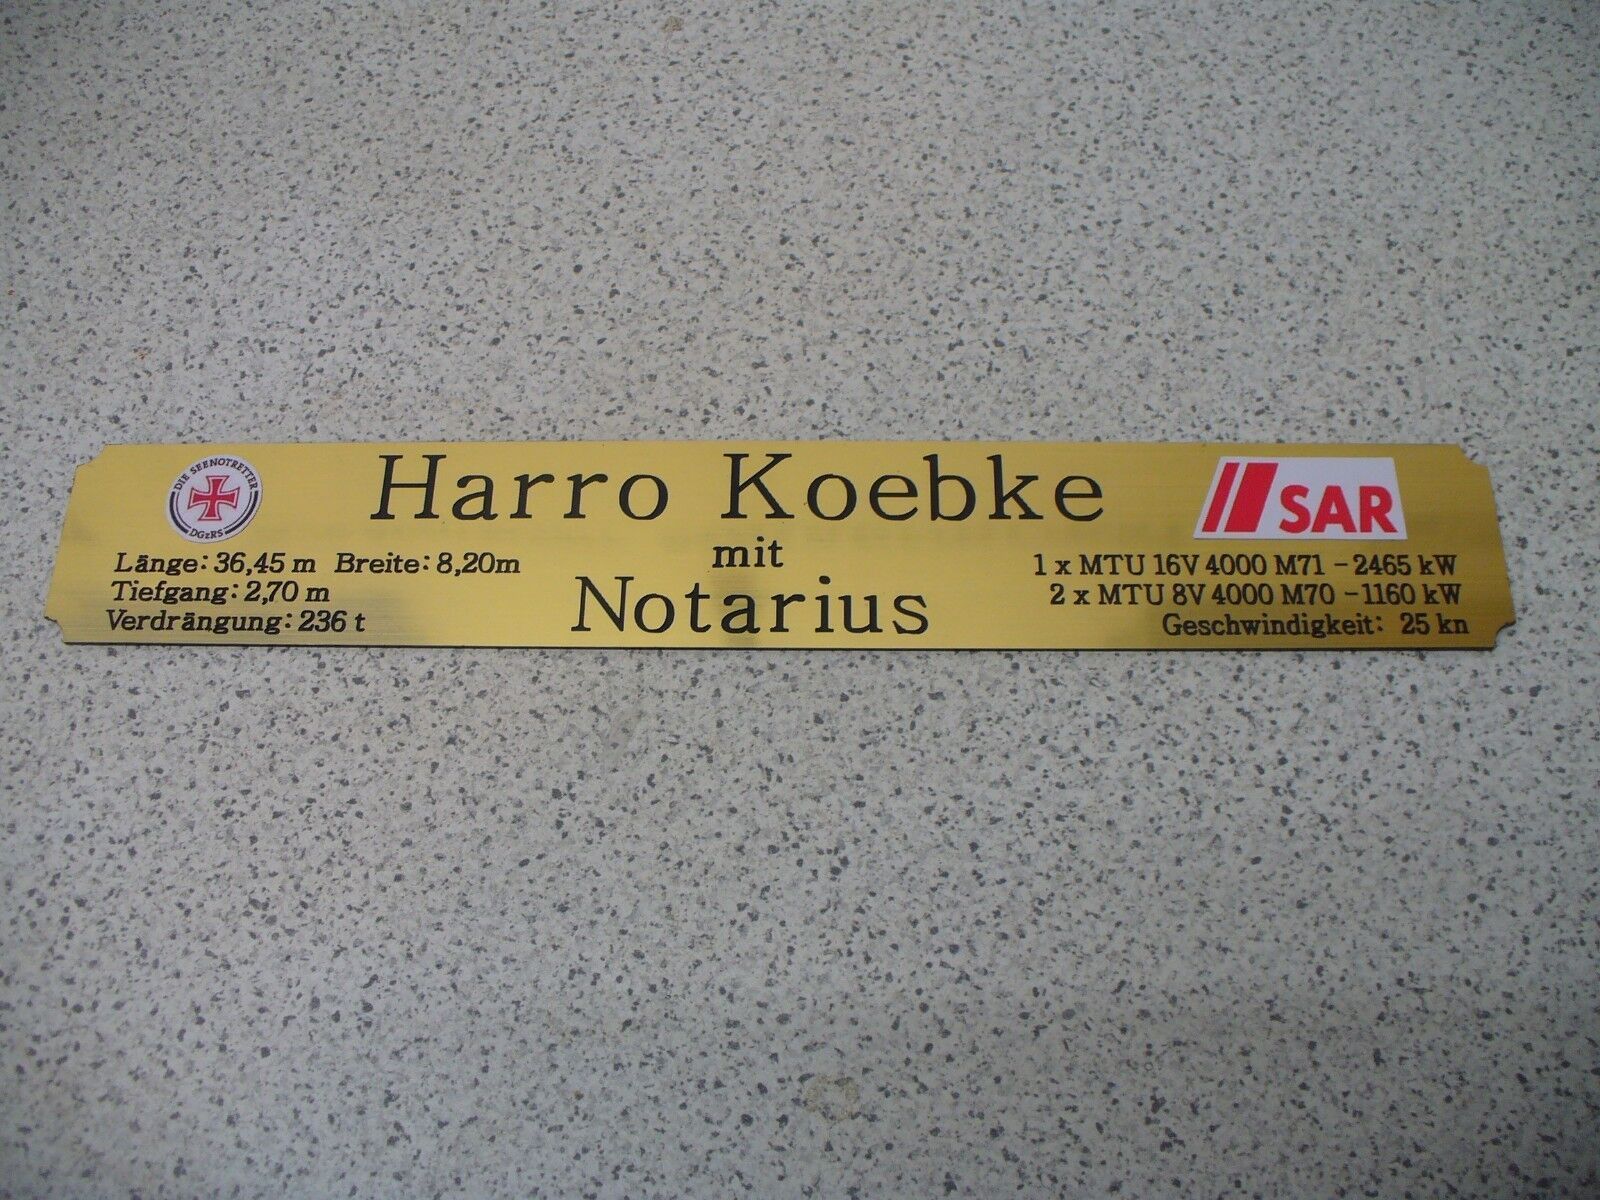 DIE SEENOTRETTER
DGzRS
Harro Koebke
mit
Notarius
SAR
Länge: 36,45 m Breite: 8,20m
Tiefgang: 2,70 m
Verdrängung: 236 t
1 x MTU 16V 4000 M71 - 2465 kW
2 x MTU 8V 4000 M70 - 1160 kW
Geschwindigkeit: 25 kn